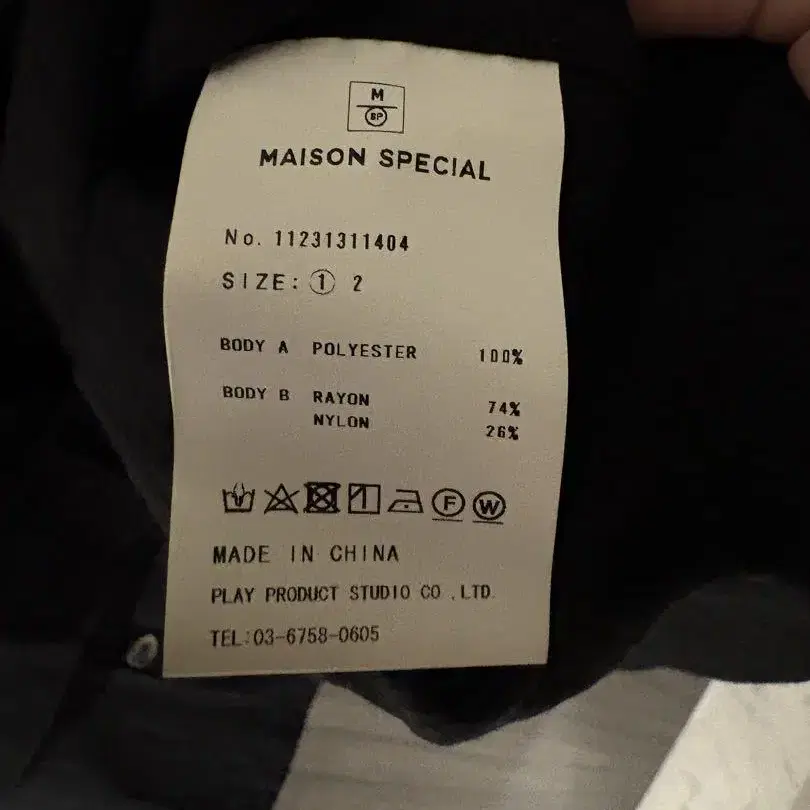 M
SP
MAISON SPECIAL
No. 11231311404
SIZE: ① 2
BODY A POLYESTER 100%
BODY B RAYON 74%
NYLON 26%
F W
MADE IN CHINA
PLAY PRODUCT STUDIO CO.,LTD.
TEL:03-6758-0605